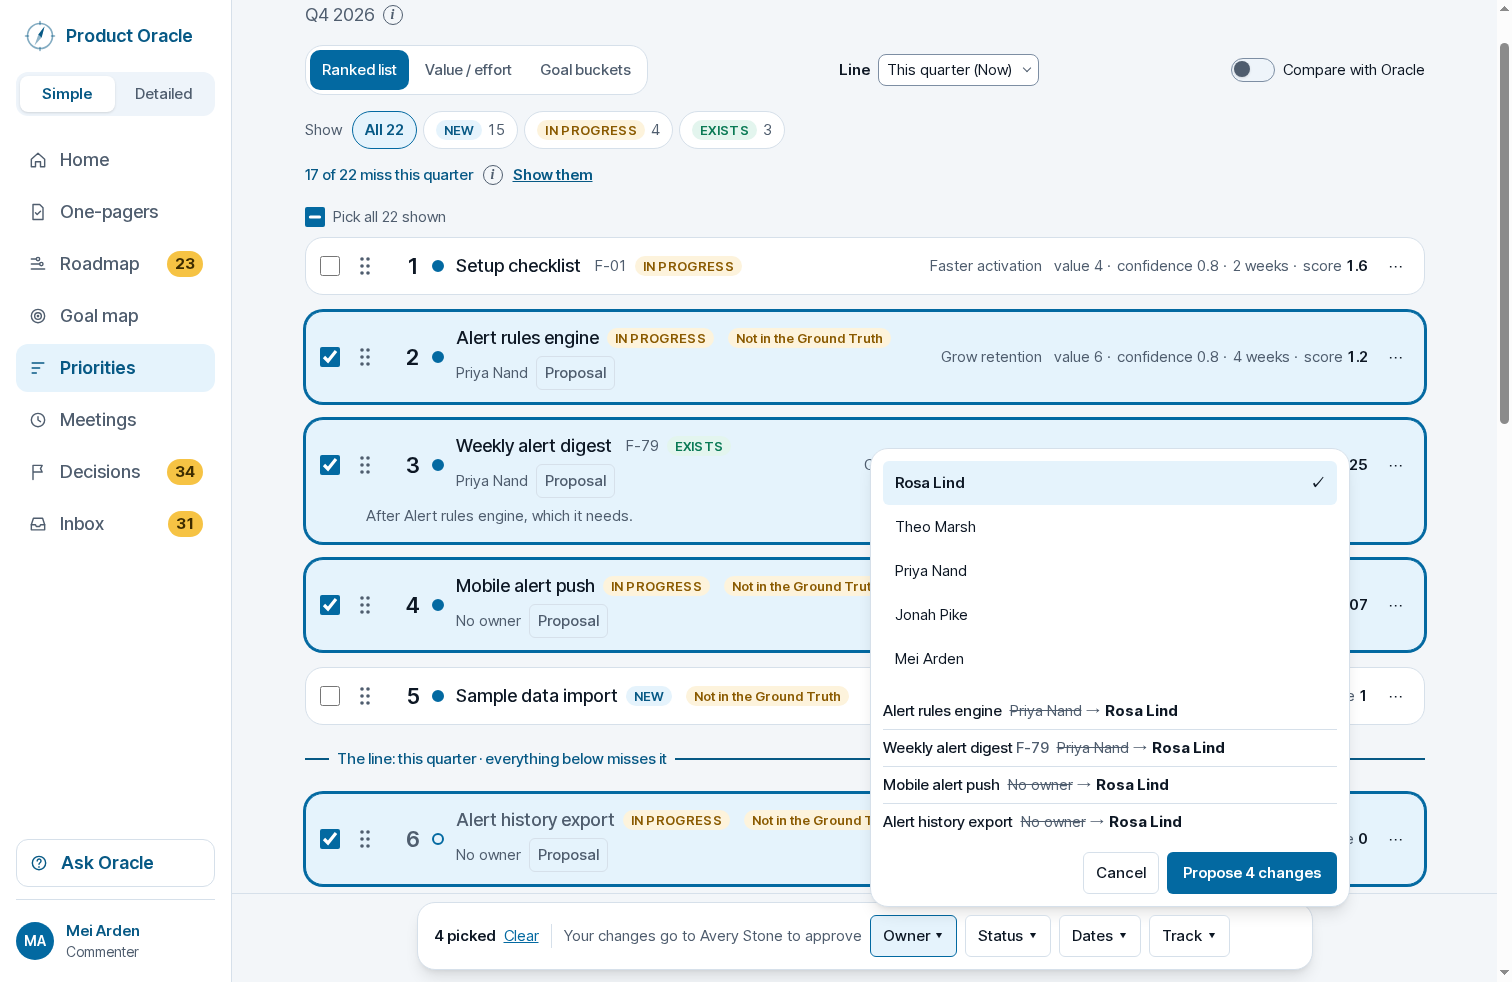 Product Oracle
Simple
Detailed
Home
One-pagers
Roadmap 23
Goal map
Priorities
Meetings
Decisions 34
Inbox 31
Ask Oracle
MA
Mei Arden
Commenter
Q4 2026 i
Ranked list
Value / effort
Goal buckets
Line
This quarter (Now)
Compare with Oracle
Show
All 22
NEW 15
IN PROGRESS 4
EXISTS 3
17 of 22 miss this quarter i Show them
Pick all 22 shown
1 Setup checklist F-01 IN PROGRESS Faster activation value 4 · confidence 0.8 · 2 weeks · score 1.6 ...
2 Alert rules engine IN PROGRESS Not in the Ground Truth
Priya Nand Proposal
Grow retention value 6 · confidence 0.8 · 4 weeks · score 1.2 ...
3 Weekly alert digest F-79 EXISTS
Priya Nand Proposal
25 ...
After Alert rules engine, which it needs.
4 Mobile alert push IN PROGRESS Not in the Ground
No owner Proposal
07 ...
5 Sample data import NEW Not in the Ground Truth 1 ...
The line: this quarter · everything below misses it
6 Alert history export IN PROGRESS Not in the Ground
No owner Proposal
0 ...
Rosa Lind ✓
Theo Marsh
Priya Nand
Jonah Pike
Mei Arden
Alert rules engine Priya Nand → Rosa Lind
Weekly alert digest F-79 Priya Nand → Rosa Lind
Mobile alert push No owner → Rosa Lind
Alert history export No owner → Rosa Lind
Cancel
Propose 4 changes
4 picked Clear Your changes go to Avery Stone to approve Owner ▾ Status ▾ Dates ▾ Track ▾